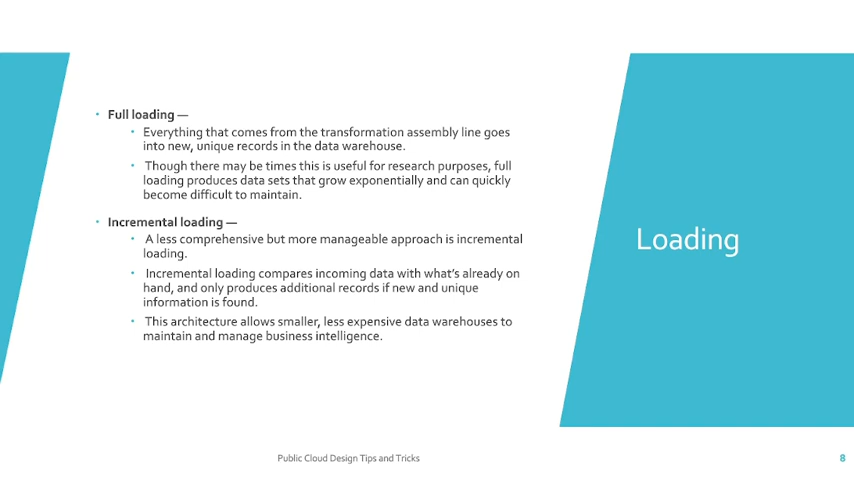 • Full loading —
• Everything that comes from the transformation assembly line goes
into new, unique records in the data warehouse.
• Though there may be times this is useful for research purposes, full
loading produces data sets that grow exponentially and can quickly
become difficult to maintain.
• Incremental loading —
• A less comprehensive but more manageable approach is incremental
loading.
• Incremental loading compares incoming data with what's already on
hand, and only produces additional records if new and unique
information is found.
• This architecture allows smaller, less expensive data warehouses to
maintain and manage business intelligence.
Loading
Public Cloud Design Tips and Tricks
8